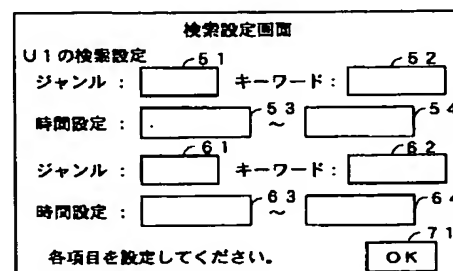 検索設定画面
U1の検索設定
51 52
ジャンル： キーワード：
53 54
時間設定： ～
61 62
ジャンル： キーワード：
63 64
時間設定： ～
71
各項目を設定してください。 OK